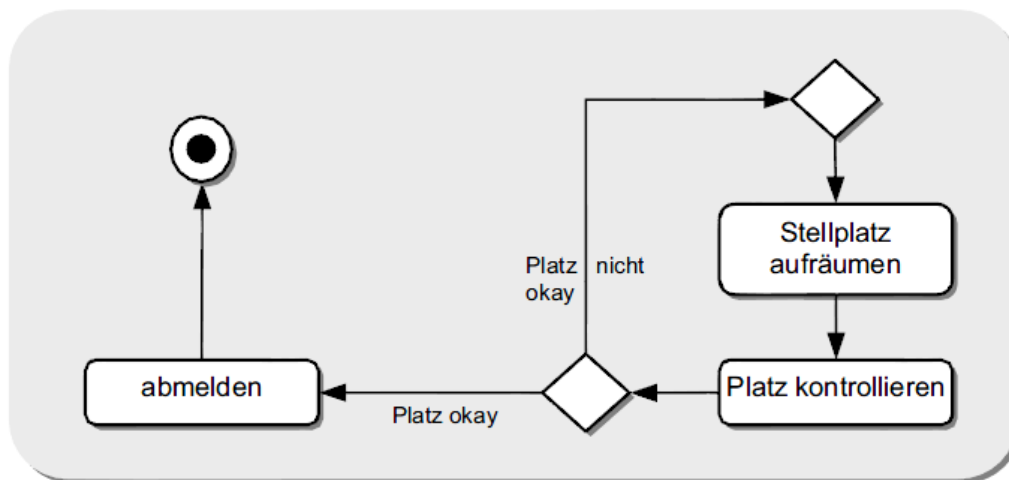 Stellplatz
aufräumen
Platz nicht
okay
abmelden
Platz okay
Platz kontrollieren